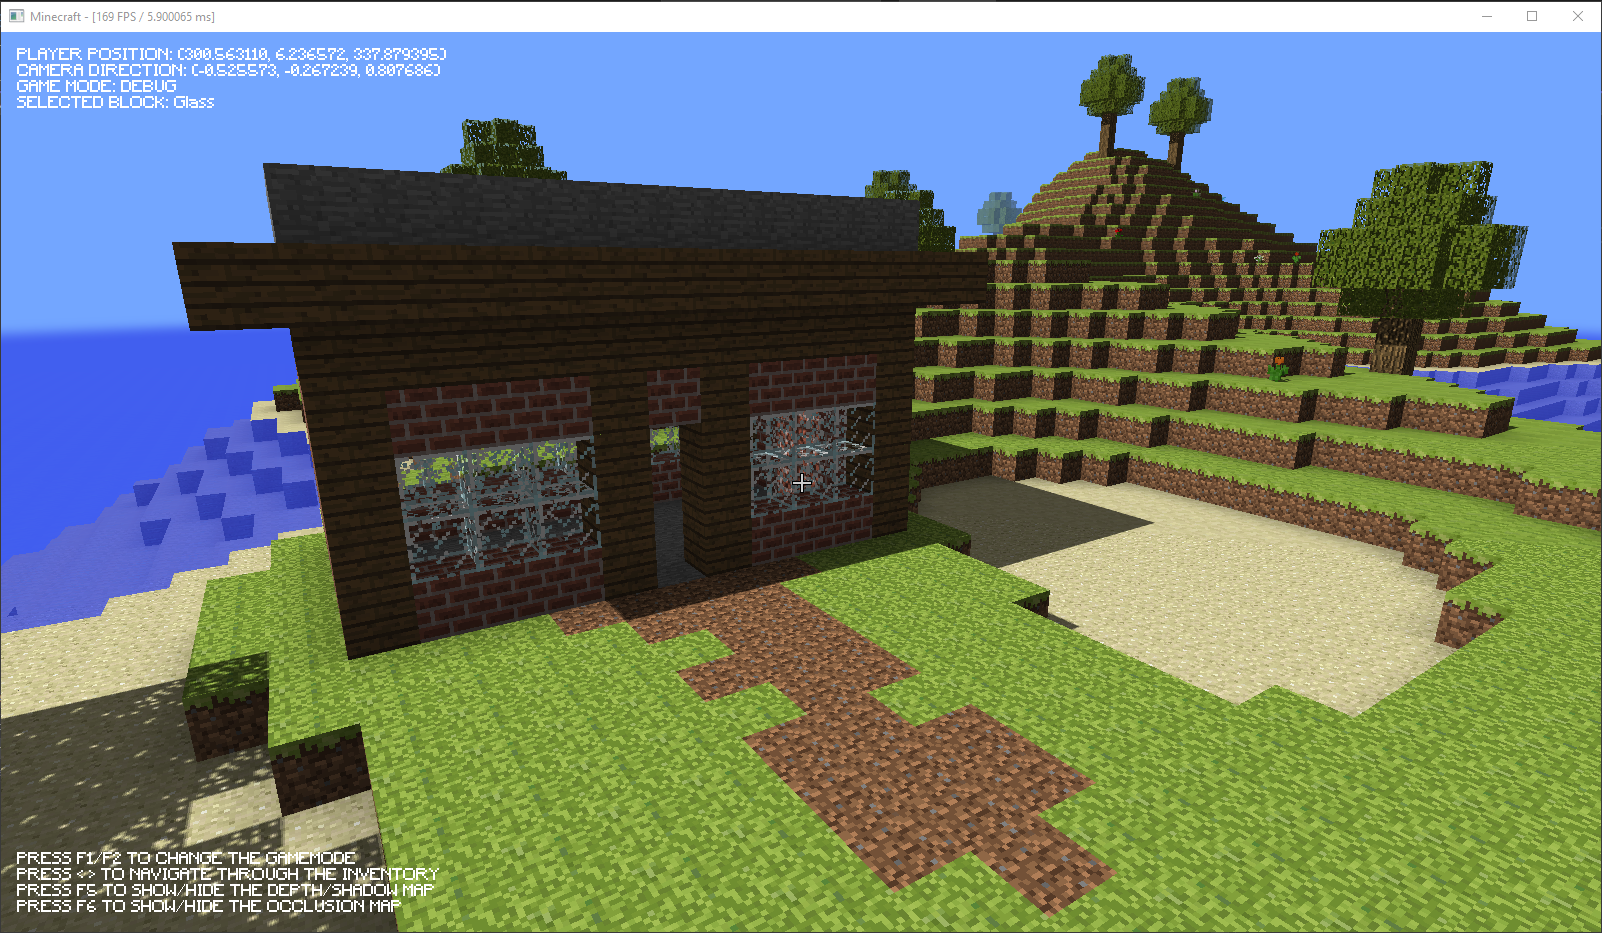 Minecraft - [169 FPS / 5.900065 ms]
PLAYER POSITION: (300.563110, 6.236572, 337.879395)
CAMERA DIRECTION: (-0.525573, -0.267239, 0.807686)
GAME MODE: DEBUG
SELECTED BLOCK: Glass
PRESS F1/F2 TO CHANGE THE GAMEMODE
PRESS <> TO NAVIGATE THROUGH THE INVENTORY
PRESS F5 TO SHOW/HIDE THE DEPTH/SHADOW MAP
PRESS F6 TO SHOW/HIDE THE OCCLUSION MAP